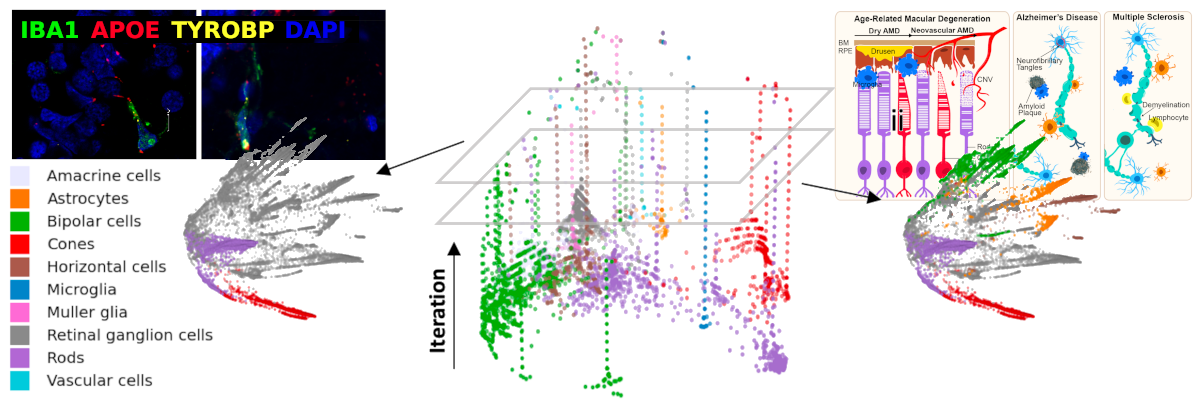 IBA1 APOE TYROBP DAPI
Amacrine cells
Astrocytes
Bipolar cells
Cones
Horizontal cells
Microglia
Muller glia
Retinal ganglion cells
Rods
Vascular cells
Iteration
Age-Related Macular Degeneration
Dry AMD
Neovascular AMD
BM
RPE
Drusen
Microglia
CNV
ii
Rod
Alzheimer's Disease
Neurofibrillary
Tangles
Amyloid
Plaque
Multiple Sclerosis
Demyelination
Lymphocyte